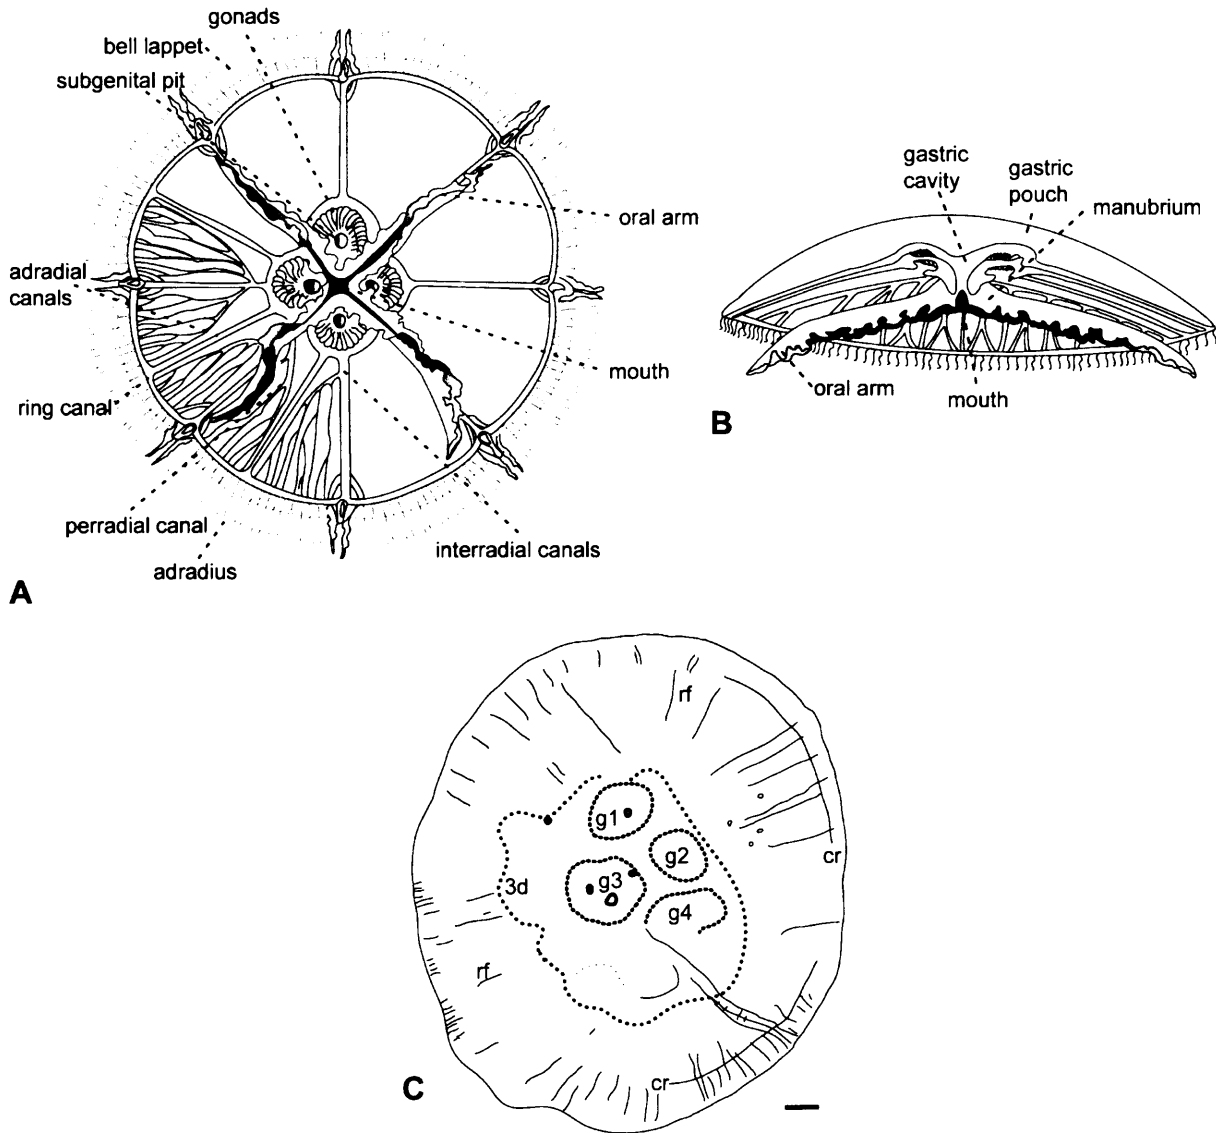 gonads
bell lappet
subgenital pit
oral arm
adradial
canals
mouth
ring canal
perradial canal
interradial canals
adradius
A
gastric
cavity
gastric
pouch
manubrium
oral arm
mouth
B
rf
g1
g2
cr
3d
g3
g4
rf
cr
C